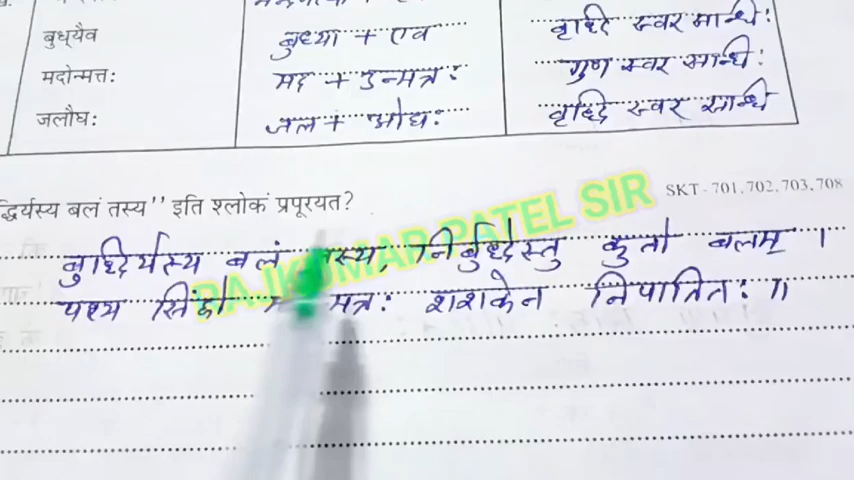 बुध्यैव बुध्या + एव वृद्धि स्वर सन्धिः
मदोन्मत्तः मद + उन्मत्तः गुण स्वर सन्धिः
जलौघः जल + ओघः वृद्धि स्वर सन्धि
द्धिर्यस्य बलं तस्य'' इति श्लोकं प्रपूरयत? SKT - 701, 702, 703, 708
बुद्धिर्यस्य बलं तस्य, निर्बुद्धेस्तु कुतो बलम् ।
पश्य सिंहो मत्तः शशकेन निपातितः ॥
RAJKUMAR PATEL SIR